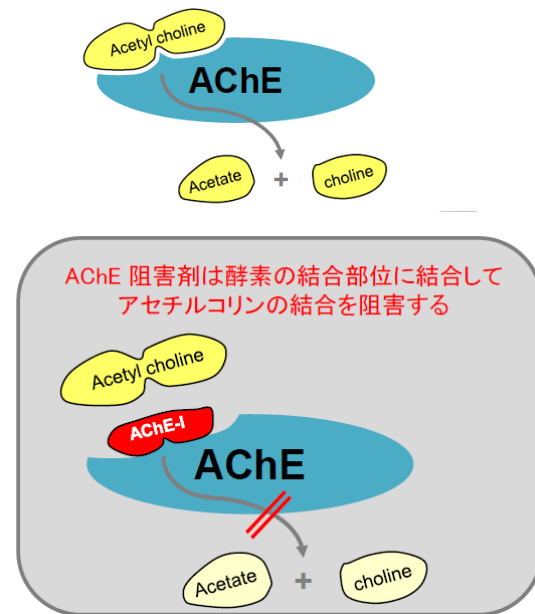 Acetyl choline
AChE
Acetate + choline
AChE 阻害剤は酵素の結合部位に結合して
アセチルコリンの結合を阻害する
Acetyl choline
AChE-I
AChE
Acetate + choline